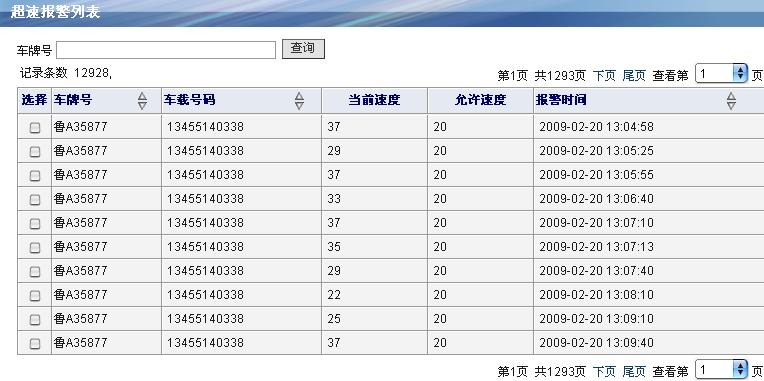 超速报警列表
车牌号 查询
记录条数 12928,
第1页 共1293页 下页 尾页 查看第 1 页
选择 车牌号 车载号码 当前速度 允许速度 报警时间
鲁A35877 13455140338 37 20 2009-02-20 13:04:58
鲁A35877 13455140338 29 20 2009-02-20 13:05:25
鲁A35877 13455140338 37 20 2009-02-20 13:05:55
鲁A35877 13455140338 33 20 2009-02-20 13:06:40
鲁A35877 13455140338 37 20 2009-02-20 13:07:10
鲁A35877 13455140338 35 20 2009-02-20 13:07:13
鲁A35877 13455140338 29 20 2009-02-20 13:07:40
鲁A35877 13455140338 22 20 2009-02-20 13:08:10
鲁A35877 13455140338 25 20 2009-02-20 13:09:10
鲁A35877 13455140338 37 20 2009-02-20 13:09:40
第1页 共1293页 下页 尾页 查看第 1 页